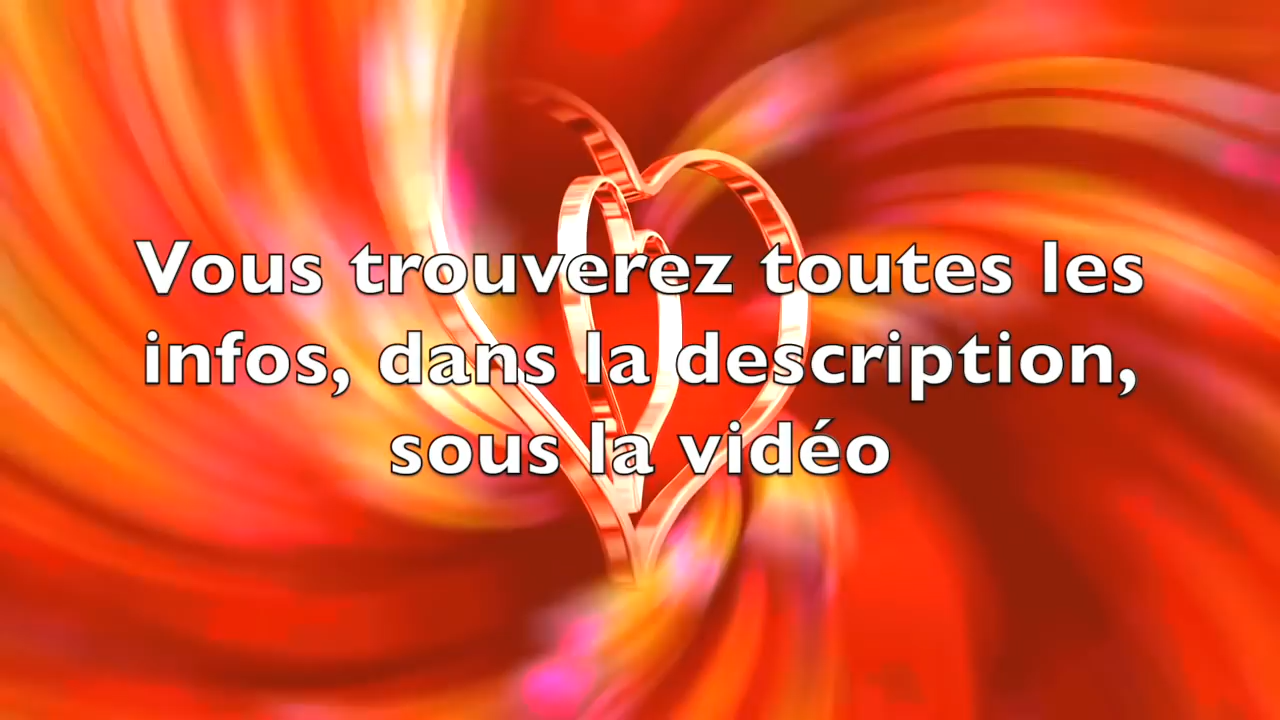 Vous trouverez toutes les
infos, dans la description,
sous la vidéo